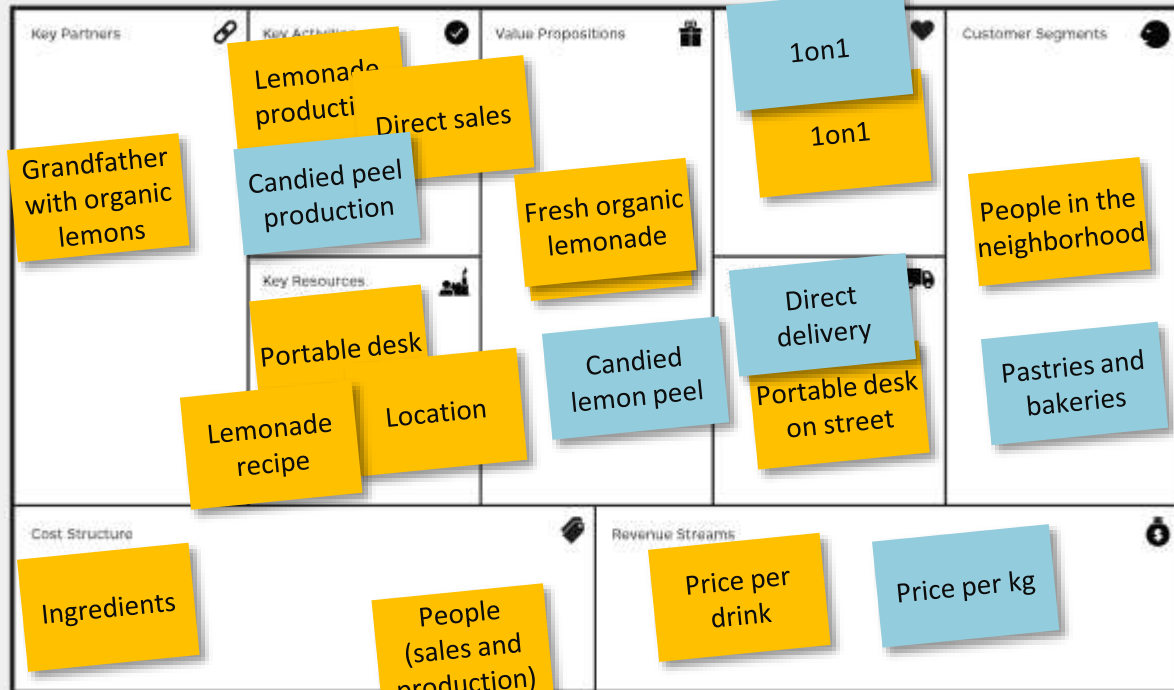 Key Partners
Grandfather
with organic
lemons
Key Activities
Lemonade
producti
Direct sales
Candied peel
production
Key Resources
Portable desk
Location
Lemonade
recipe
Value Propositions
Fresh organic
lemonade
Candied
lemon peel
1on1
1on1
Direct
delivery
Portable desk
on street
Customer Segments
People in the
neighborhood
Pastries and
bakeries
Cost Structure
Ingredients
People
(sales and
production)
Revenue Streams
Price per
drink
Price per kg